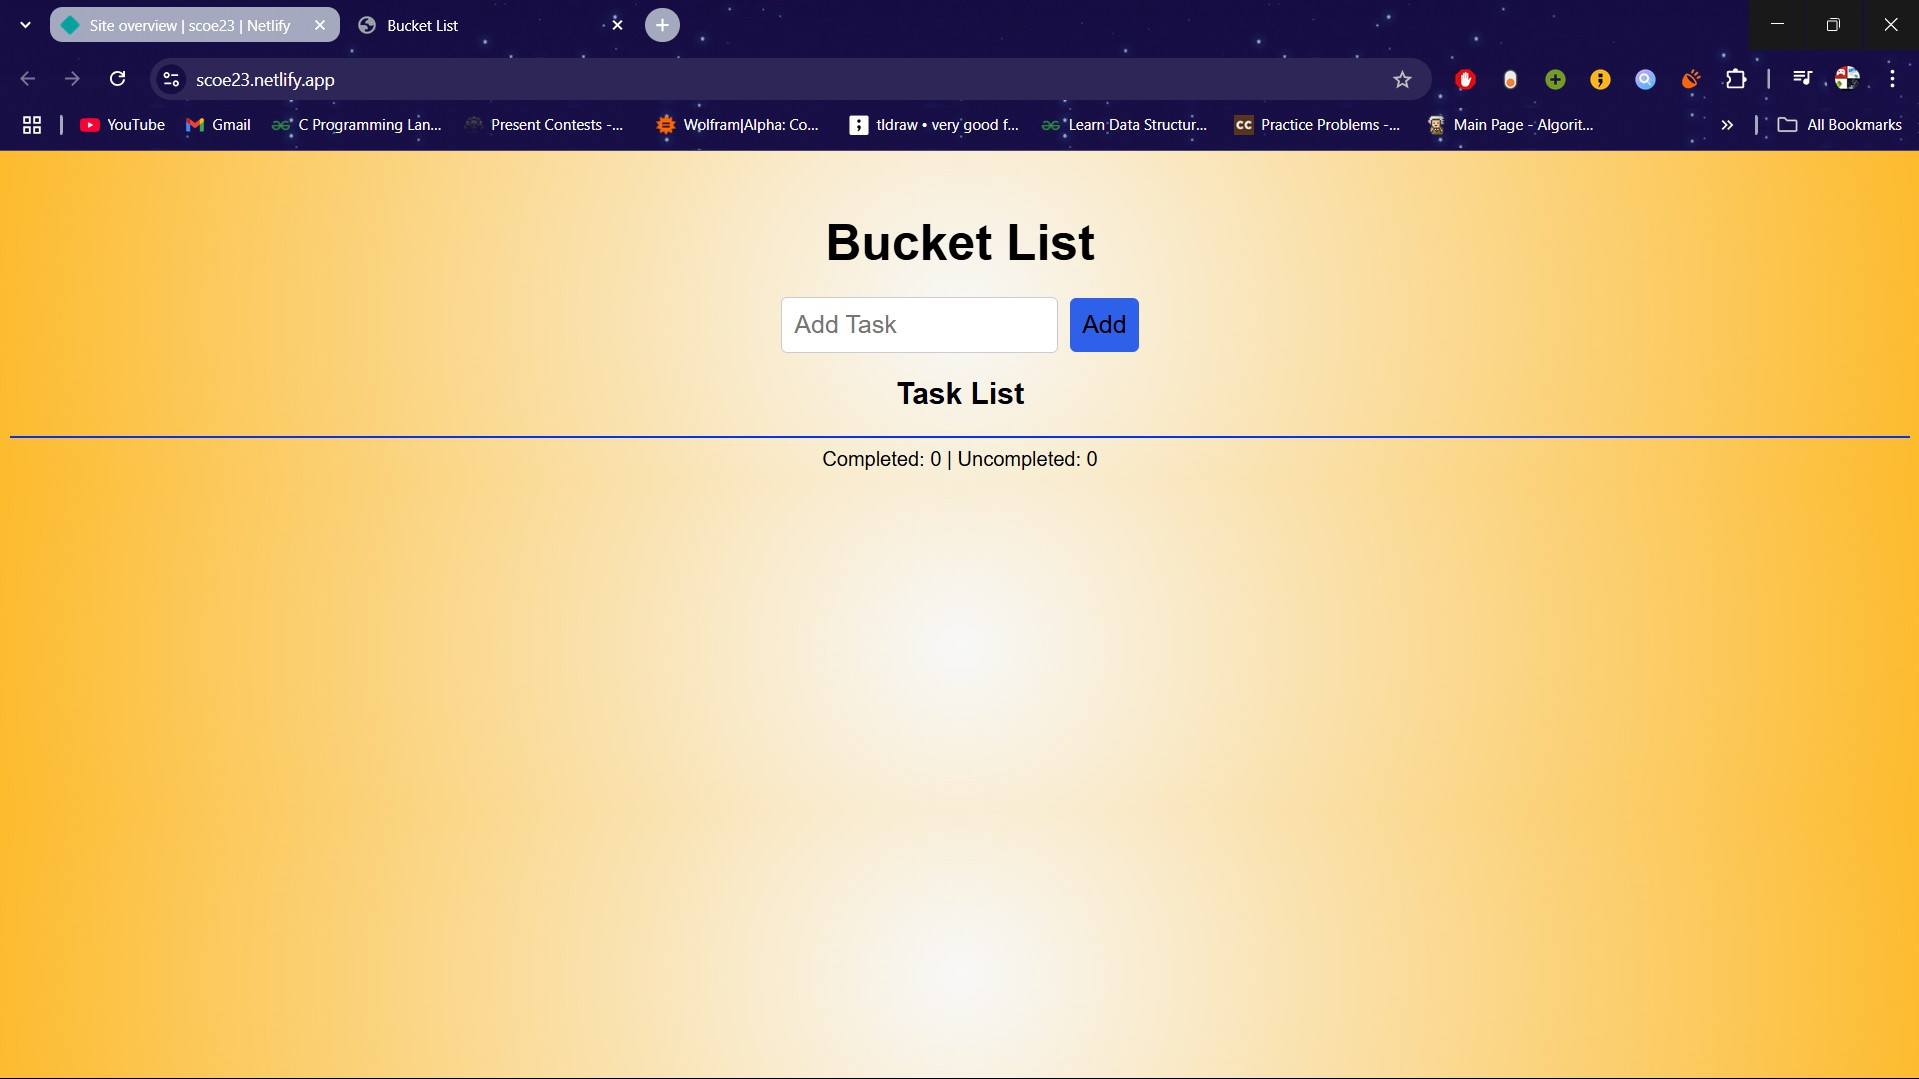 Site overview | scoe23 | Netlify
Bucket List
scoe23.netlify.app
YouTube
Gmail
C Programming Lan...
Present Contests -...
Wolfram|Alpha: Co...
tldraw • very good f...
Learn Data Structur...
cc
Practice Problems -...
Main Page - Algorit...
All Bookmarks
Bucket List
Add Task
Add
Task List
Completed: 0 | Uncompleted: 0